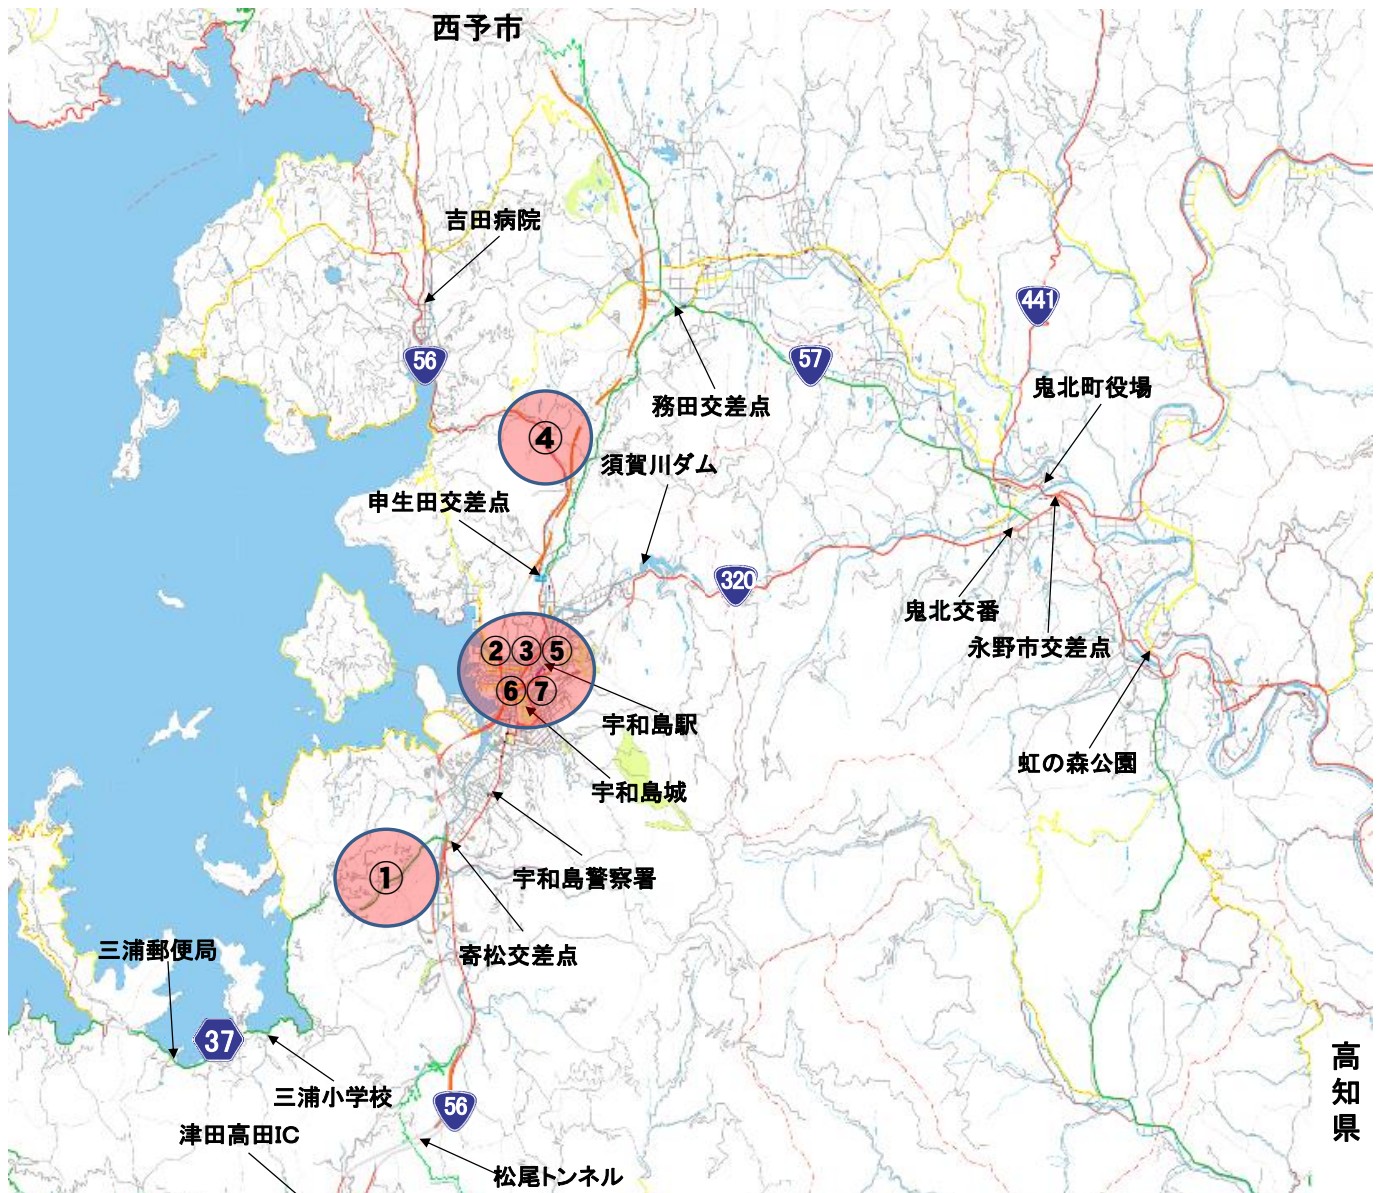 西予市
吉田病院
441
56
57
鬼北町役場
務田交差点
④
須賀川ダム
申生田交差点
320
鬼北交番
永野市交差点
②③⑤
⑥⑦
宇和島駅
虹の森公園
宇和島城
①
宇和島警察署
三浦郵便局
寄松交差点
37
高知県
三浦小学校
56
津田高田IC
松尾トンネル